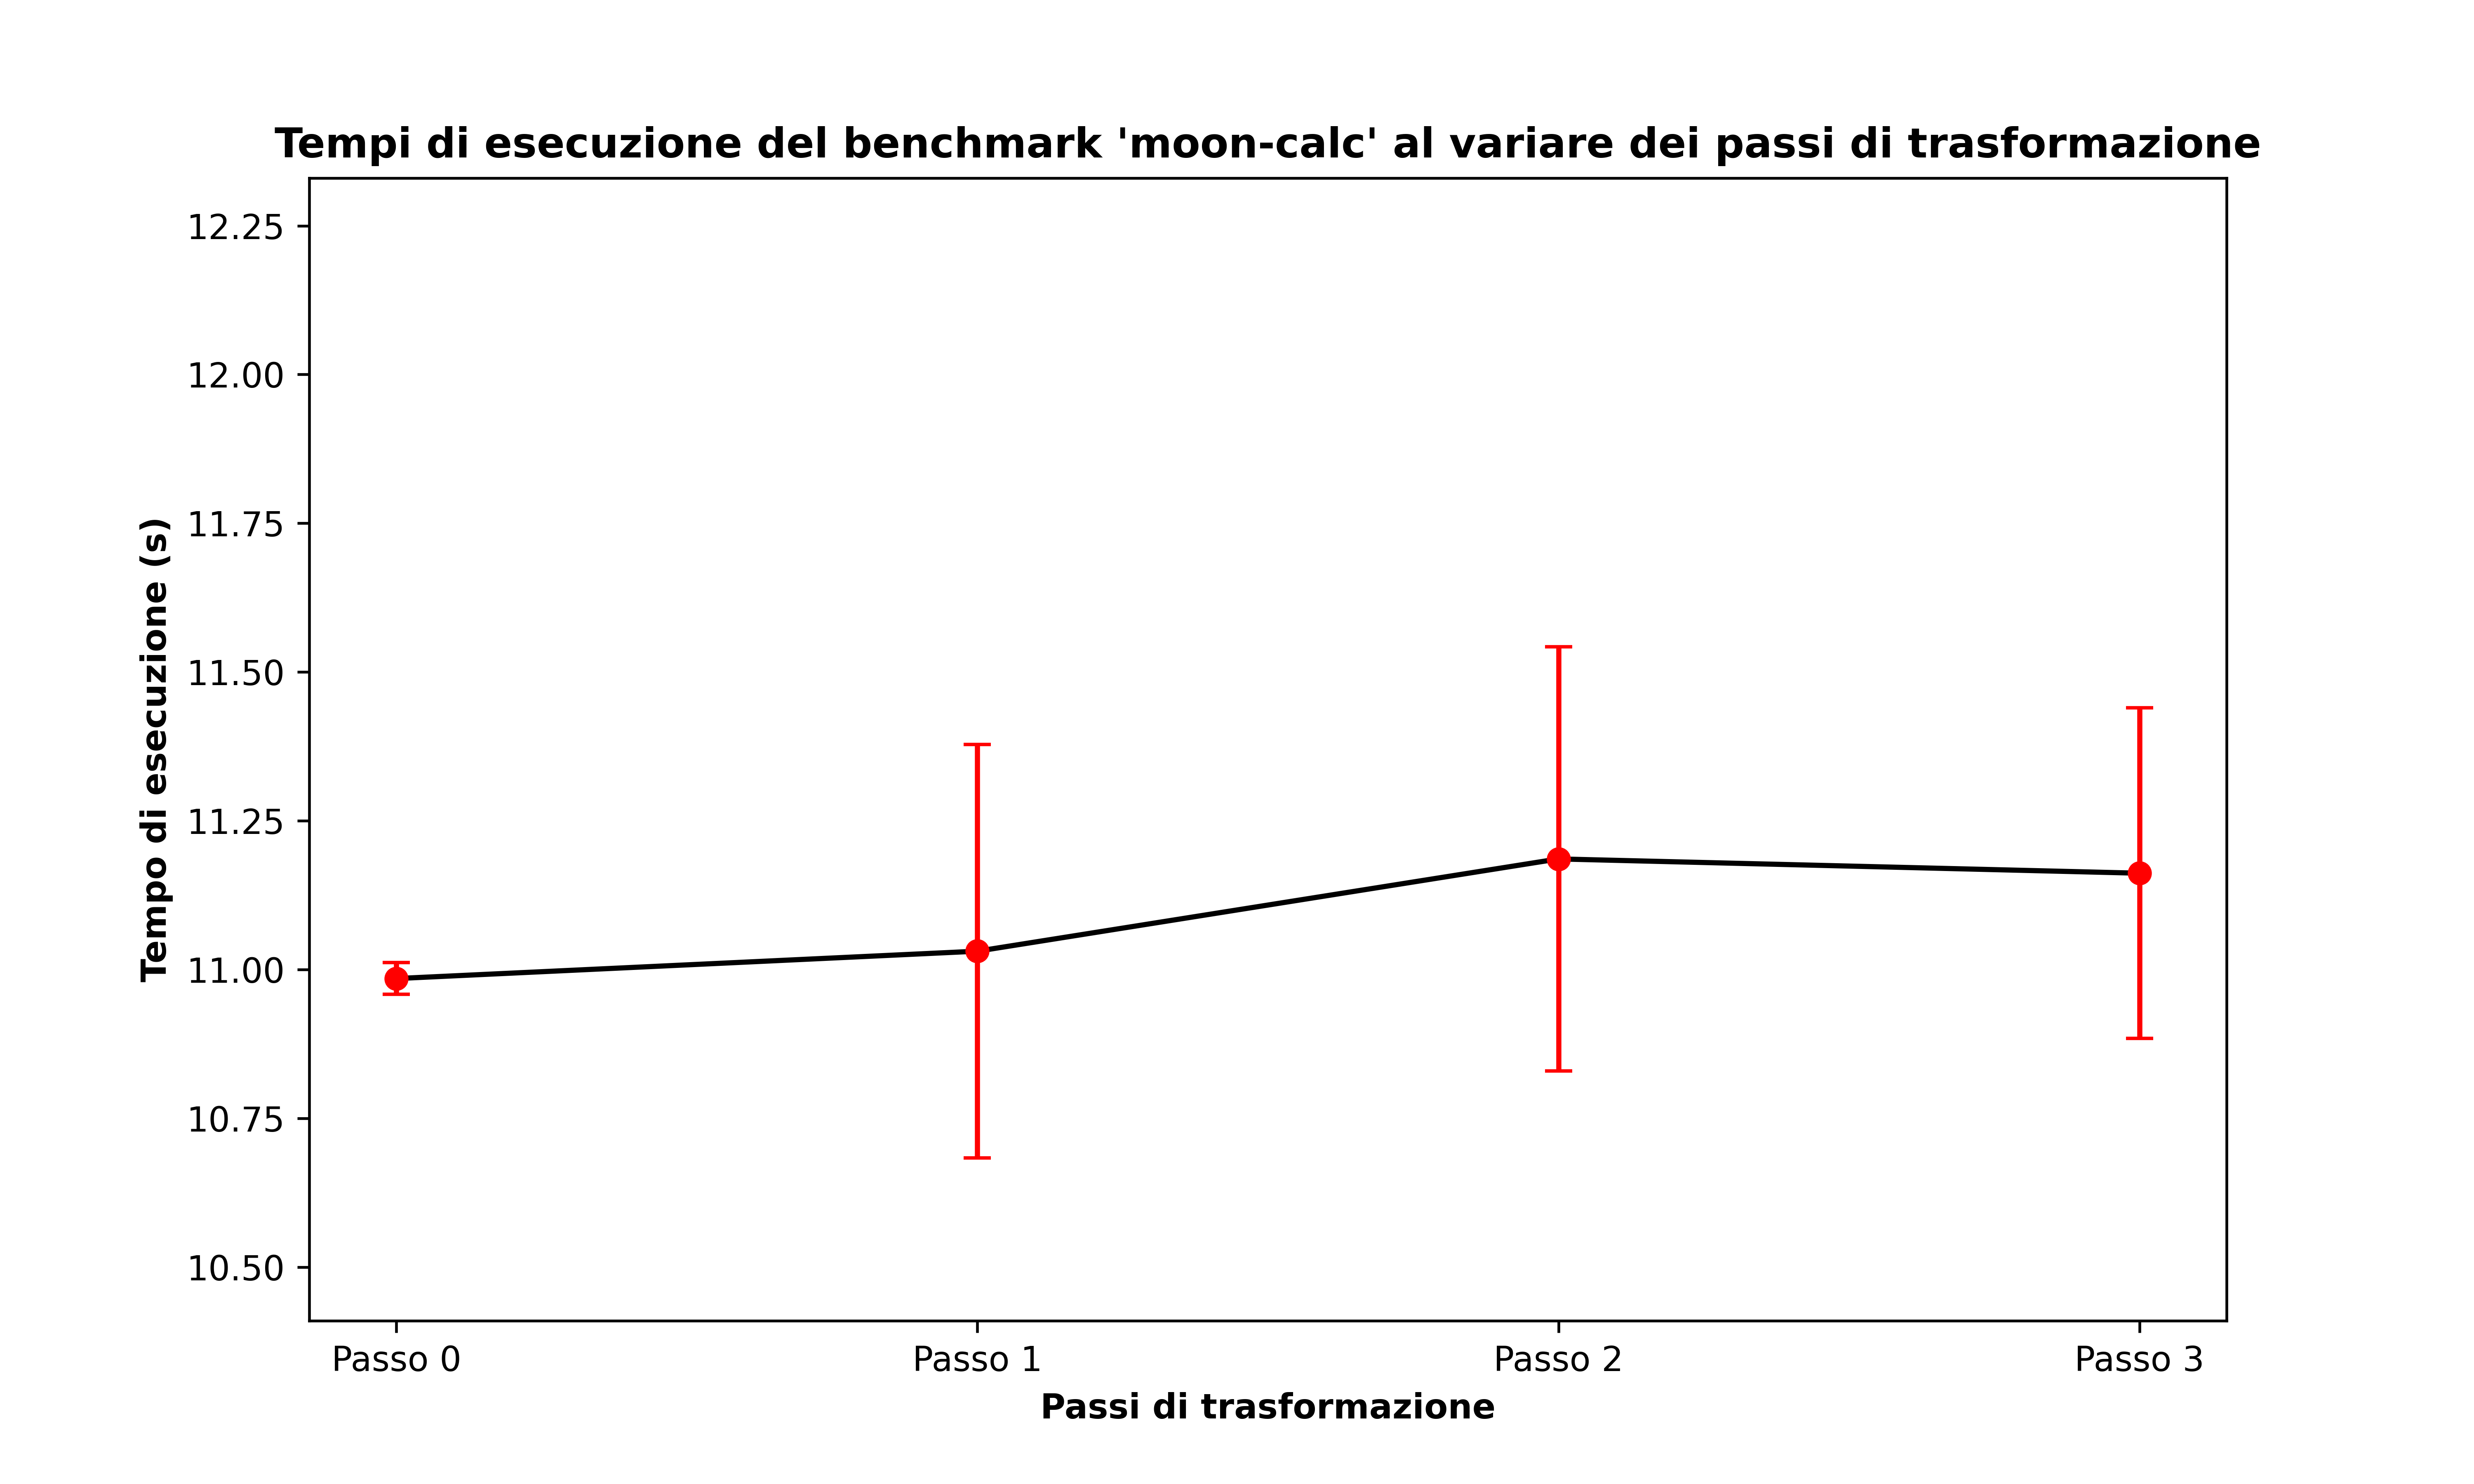 Tempi di esecuzione del benchmark 'moon-calc' al variare dei passi di trasformazione
Tempo di esecuzione (s)
12.25
12.00
11.75
11.50
11.25
11.00
10.75
10.50
Passo 0
Passo 1
Passo 2
Passo 3
Passi di trasformazione